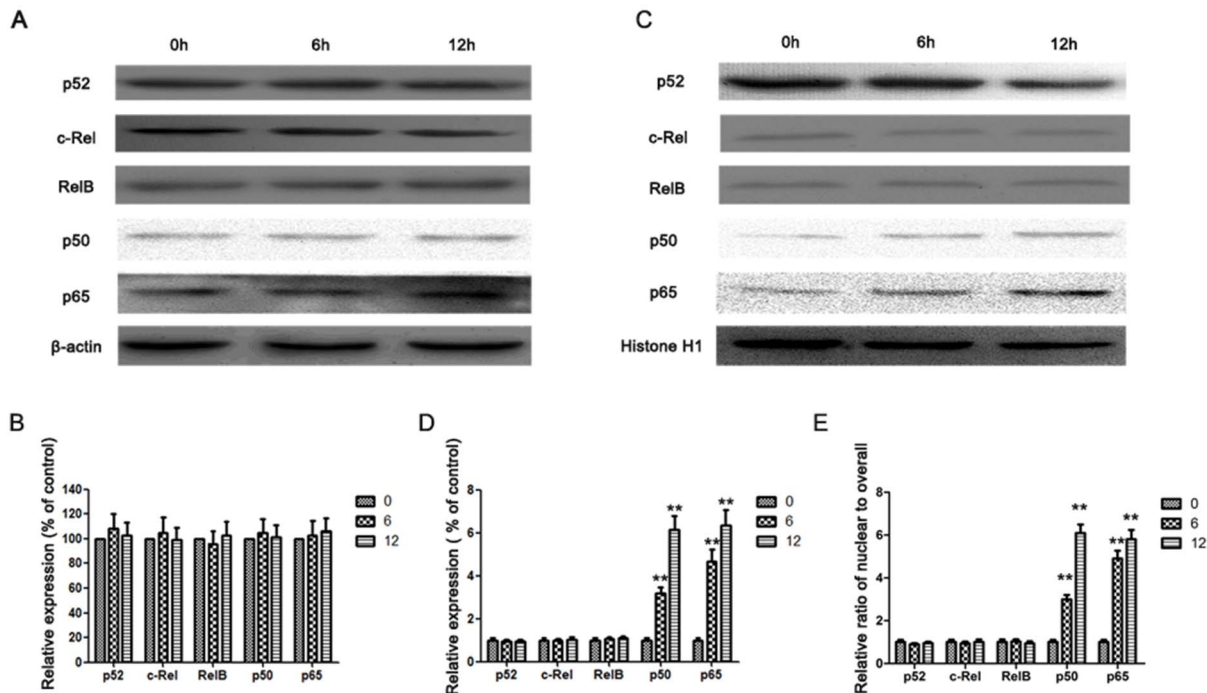 A
0h 6h 12h
p52
c-Rel
RelB
p50
p65
β-actin
C
0h 6h 12h
p52
c-Rel
RelB
p50
p65
Histone H1
B
Relative expression (% of control)
140
120
100
80
60
40
20
0
p52 c-Rel RelB p50 p65
0
6
12
D
Relative expression ( % of control)
8
6
4
2
0
** ** ** **
p52 c-Rel RelB p50 p65
0
6
12
E
Relative ratio of nuclear to overall
8
6
4
2
0
** ** ** **
p52 c-Rel RelB p50 p65
0
6
12